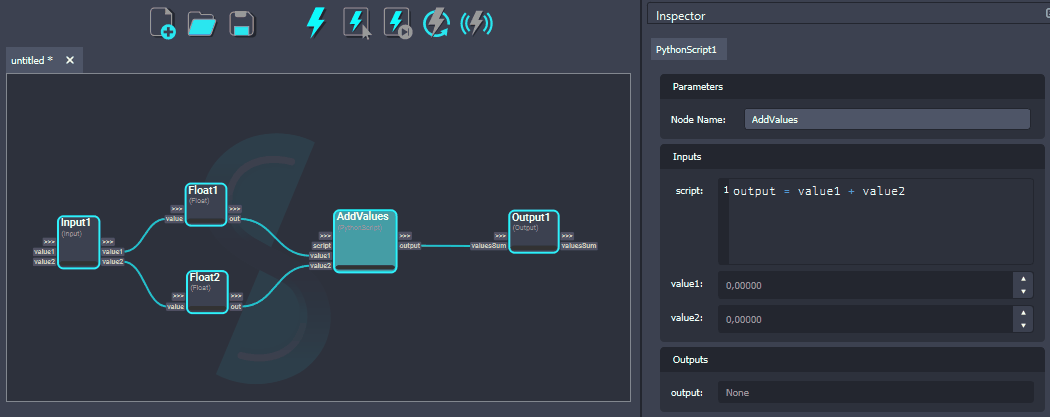 Inspector
untitled * ✕
PythonScript1
Parameters
Node Name: AddValues
Inputs
script: 1 output = value1 + value2
value1: 0,00000
value2: 0,00000
Outputs
output: None
Input1
(Input)
>>> >>>
value1 value1
value2 value2
Float1
(Float)
>>> >>>
value out
Float2
(Float)
>>> >>>
value out
AddValues
(PythonScript)
>>> >>>
script output
value1
value2
Output1
(Output)
>>> >>>
valuesSum valuesSum